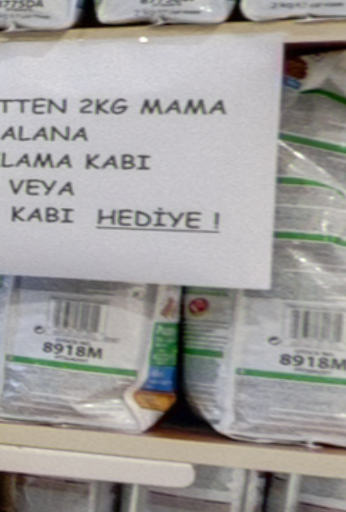 TTEN 2KG MAMA
ALANA
LAMA KABI
VEYA
KABI HEDİYE !
8918M
8918M